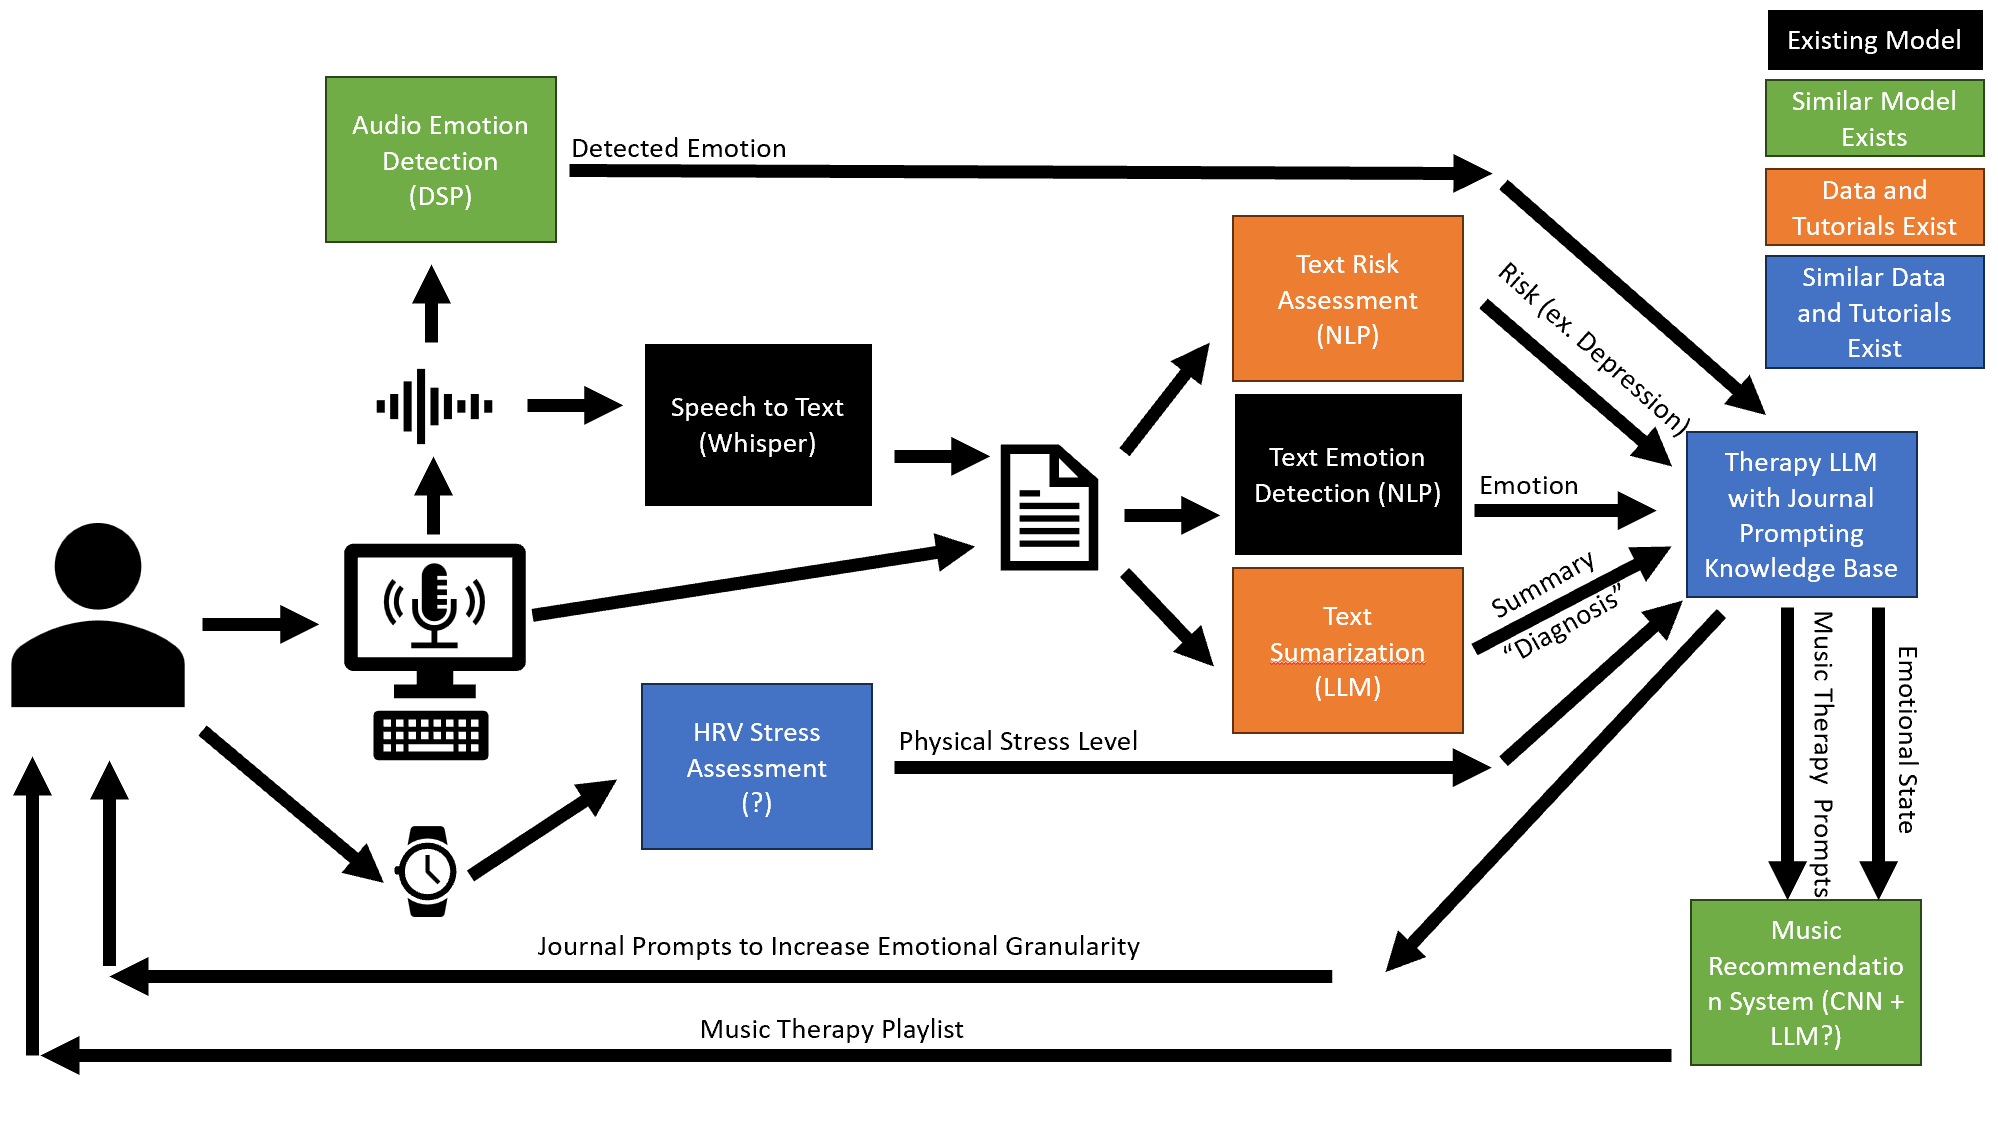 Existing Model
Similar Model
Exists
Data and
Tutorials Exist
Similar Data
and Tutorials
Exist
Audio Emotion
Detection
(DSP)
Detected Emotion
Text Risk
Assessment
(NLP)
Risk (ex. Depression)
Speech to Text
(Whisper)
Text Emotion
Detection (NLP)
Emotion
Therapy LLM
with Journal
Prompting
Knowledge Base
Text
Sumarization
(LLM)
Summary
“Diagnosis”
HRV Stress
Assessment
(?)
Physical Stress Level
Music Therapy Prompts
Emotional State
Music
Recommendatio
n System (CNN +
LLM?)
Journal Prompts to Increase Emotional Granularity
Music Therapy Playlist